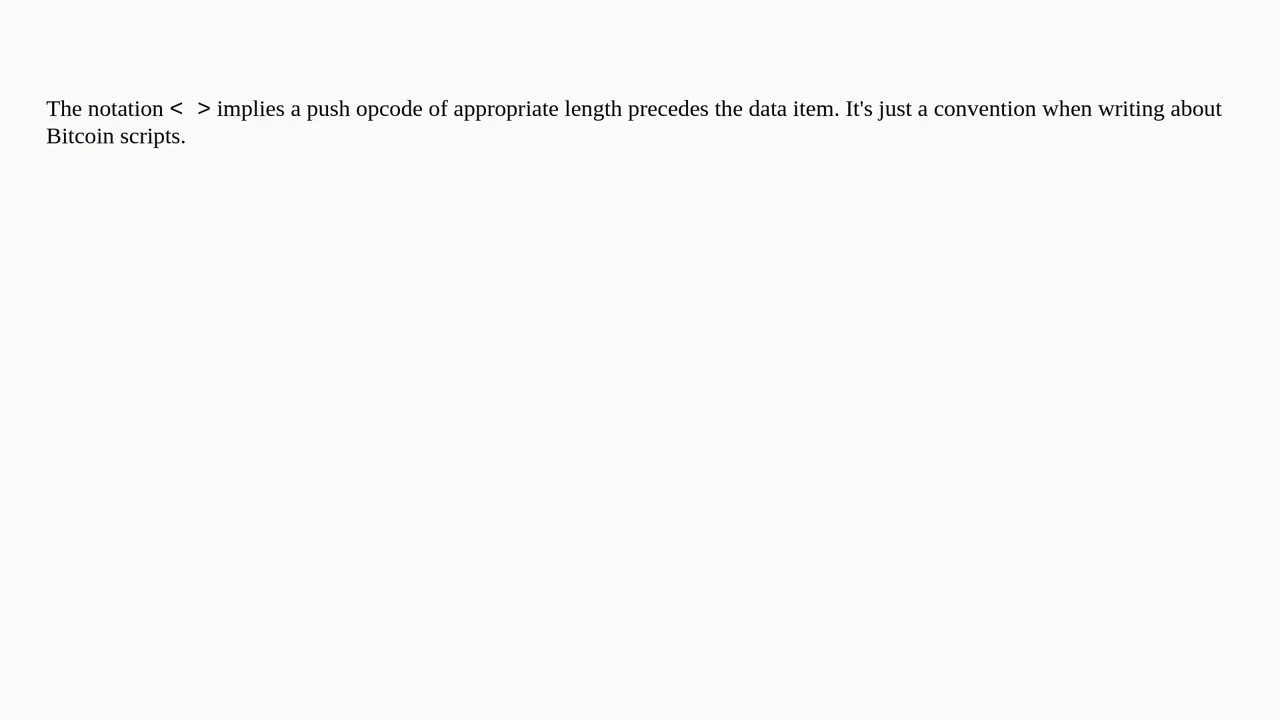 The notation < > implies a push opcode of appropriate length precedes the data item. It's just a convention when writing about
Bitcoin scripts.